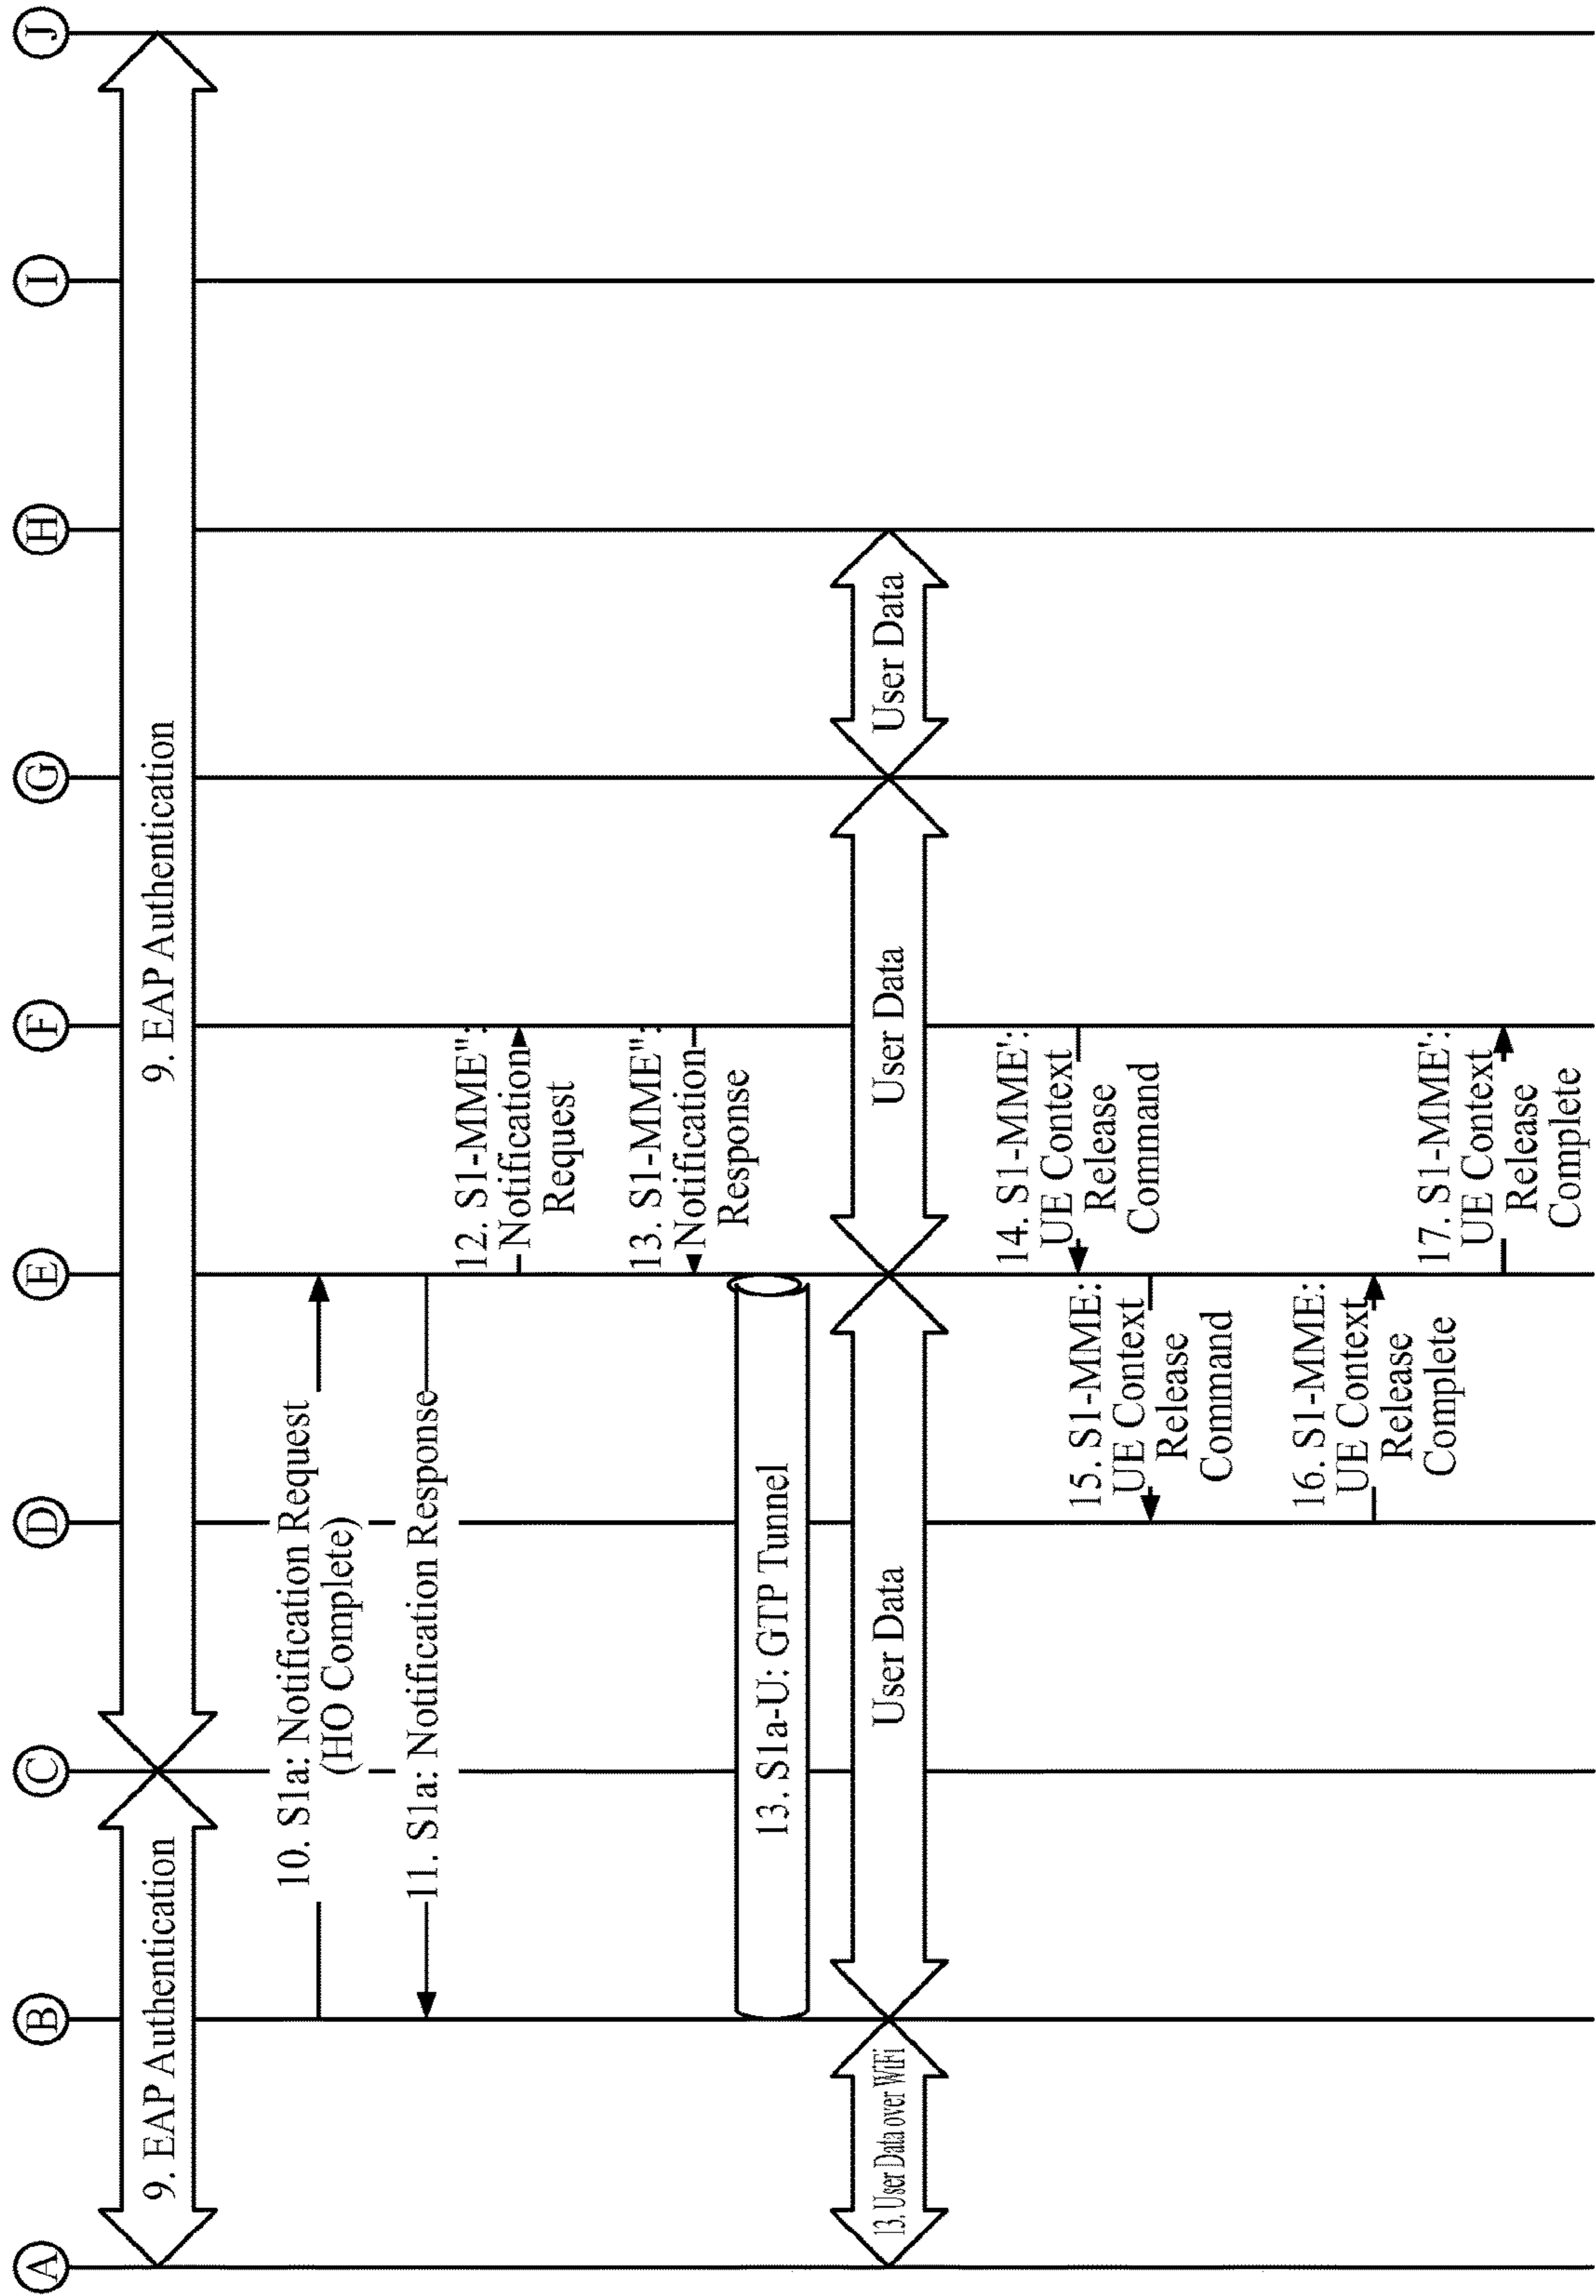 A
B
C
D
E
F
G
H
I
J
9. EAP Authentication
9. EAP Authentication
10. S1a: Notification Request
(HO Complete)
11. S1a: Notification Response
12. S1-MME":
Notification
Request
13. S1-MME":
Notification
Response
13. S1a-U: GTP Tunnel
13. User Data over WiFi
User Data
User Data
User Data
14. S1-MME':
UE Context
Release
Command
15. S1-MME:
UE Context
Release
Command
16. S1-MME:
UE Context
Release
Complete
17. S1-MME':
UE Context
Release
Complete